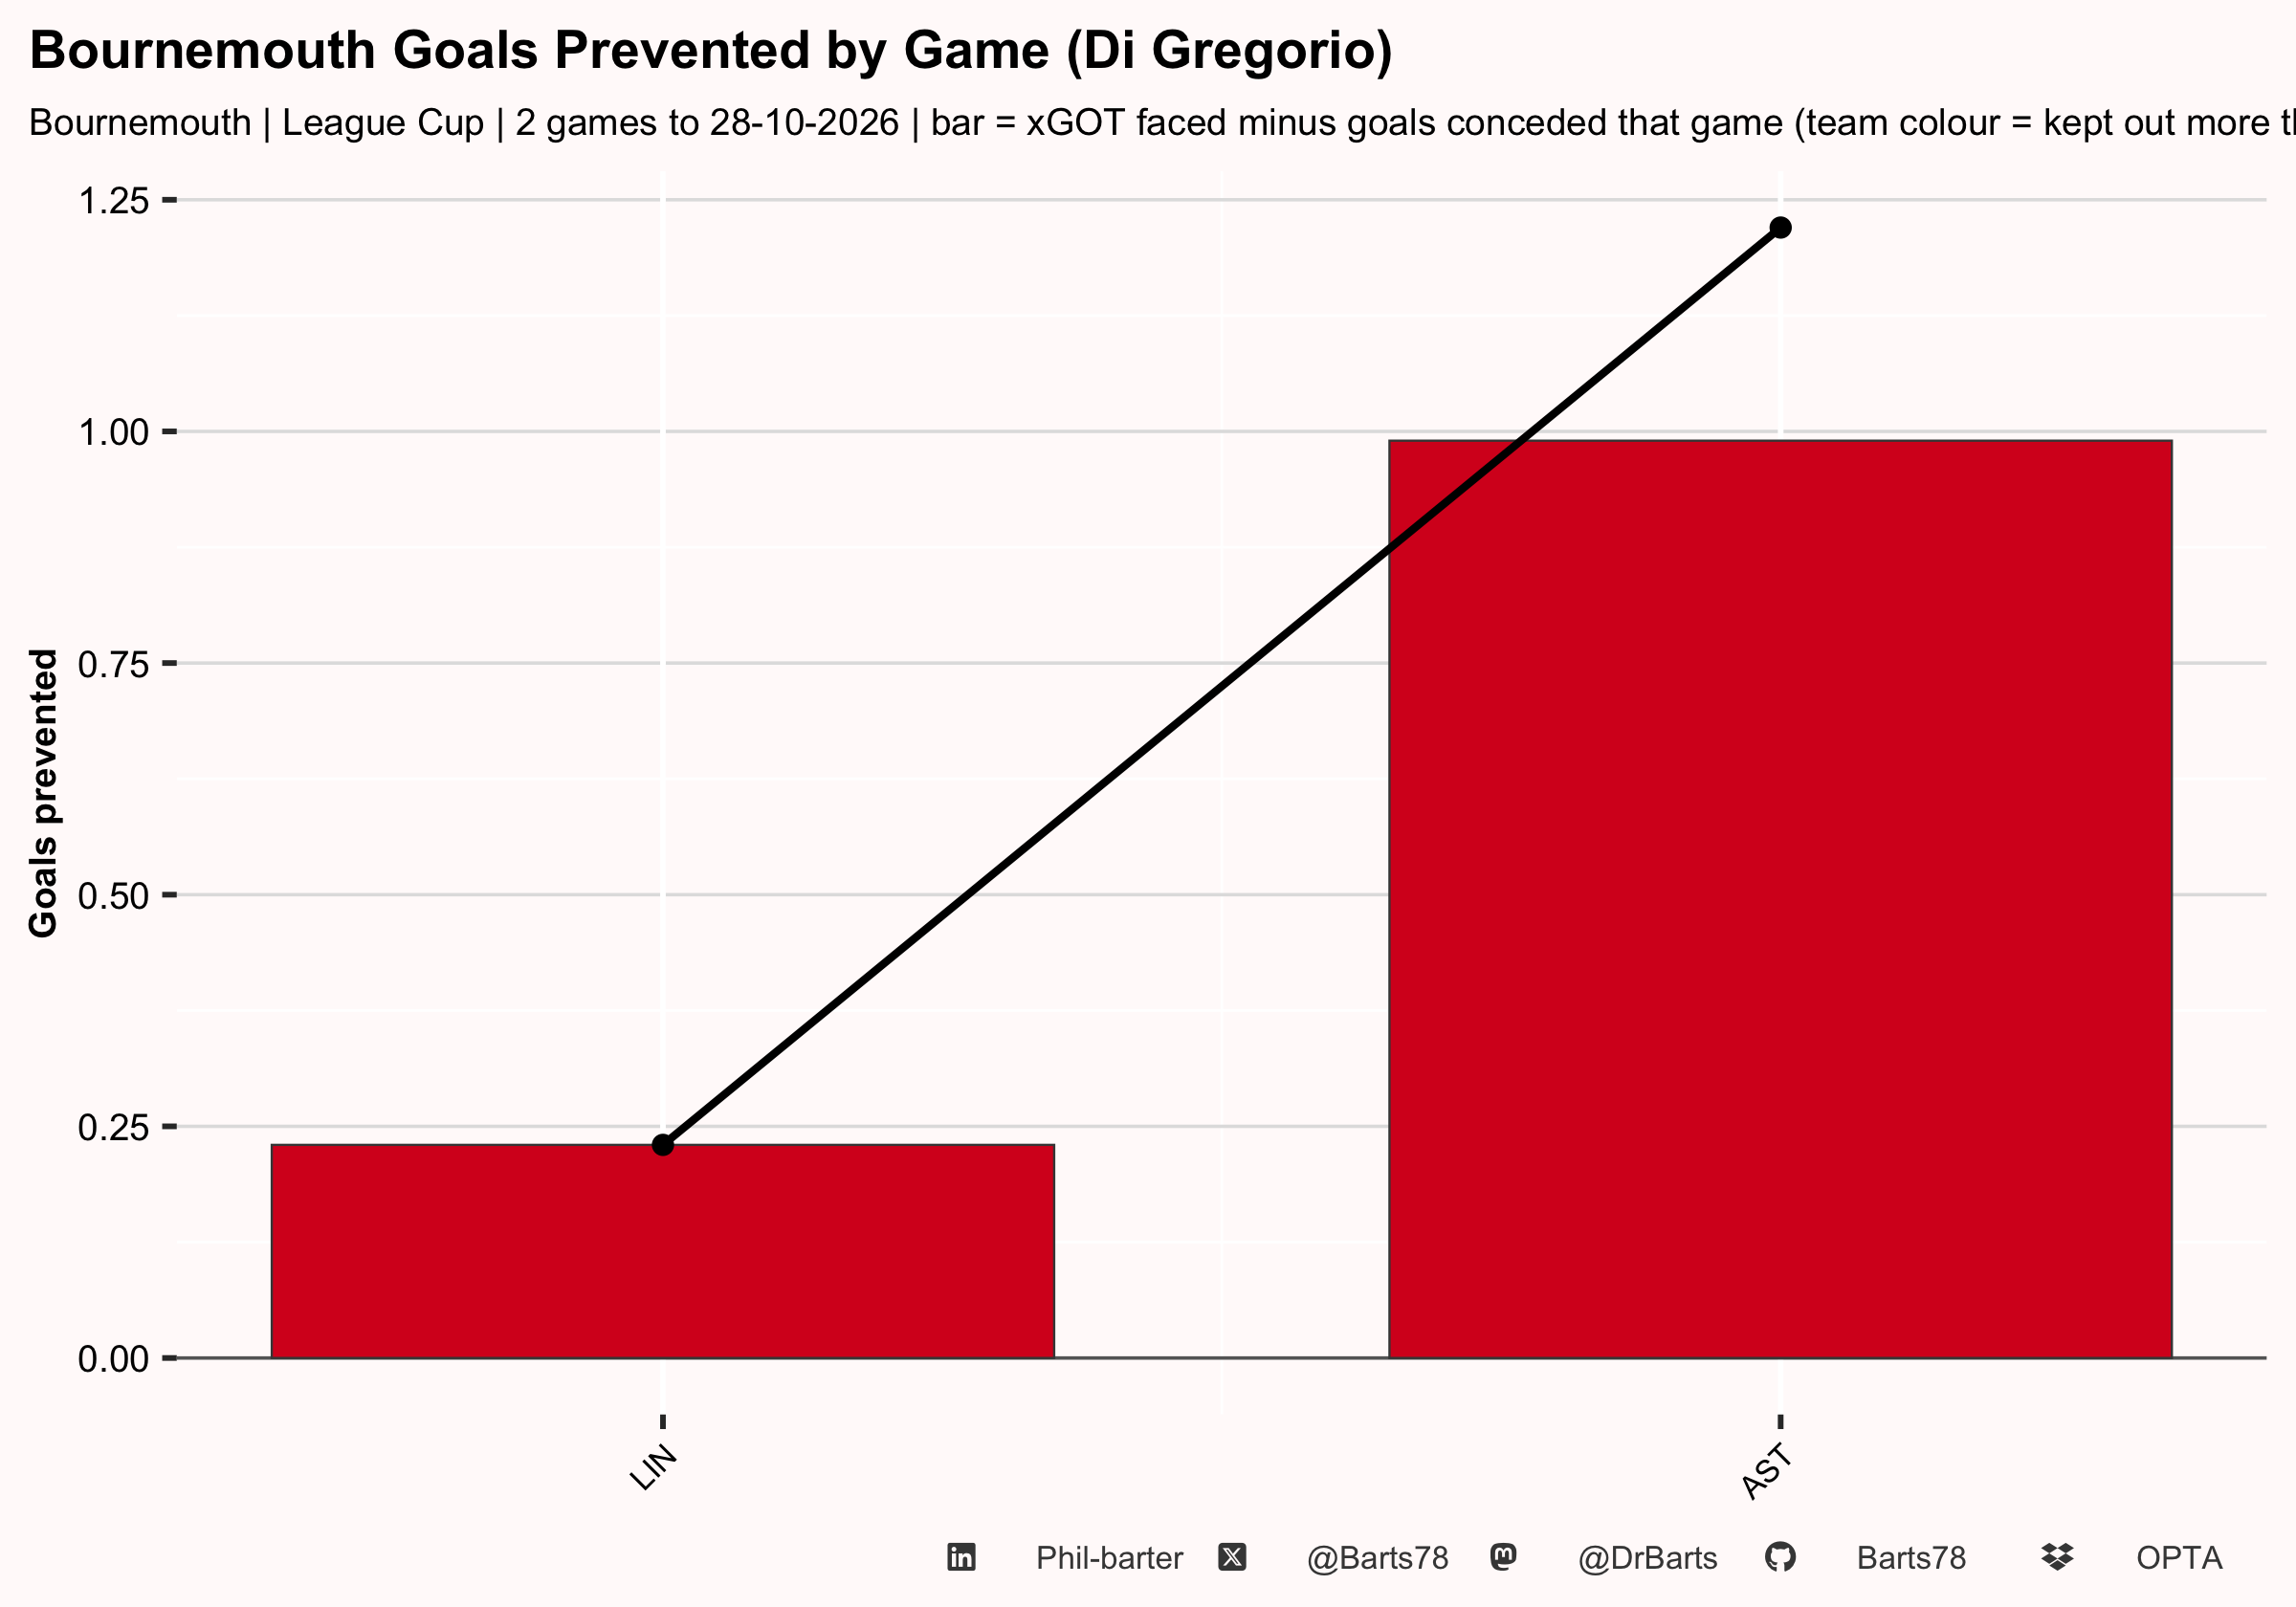 Bournemouth Goals Prevented by Game (Di Gregorio)
Bournemouth | League Cup | 2 games to 28-10-2026 | bar = xGOT faced minus goals conceded that game (team colour = kept out more
1.25
1.00
0.75
0.50
0.25
0.00
Goals prevented
LIN
AST
Phil-barter @Barts78 @DrBarts Barts78 OPTA